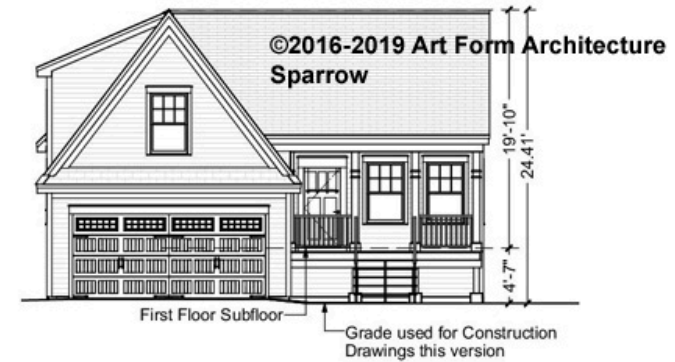 ©2016-2019 Art Form Architecture
Sparrow
19'-10"
24.41'
4'-7"
First Floor Subfloor
Grade used for Construction
Drawings this version